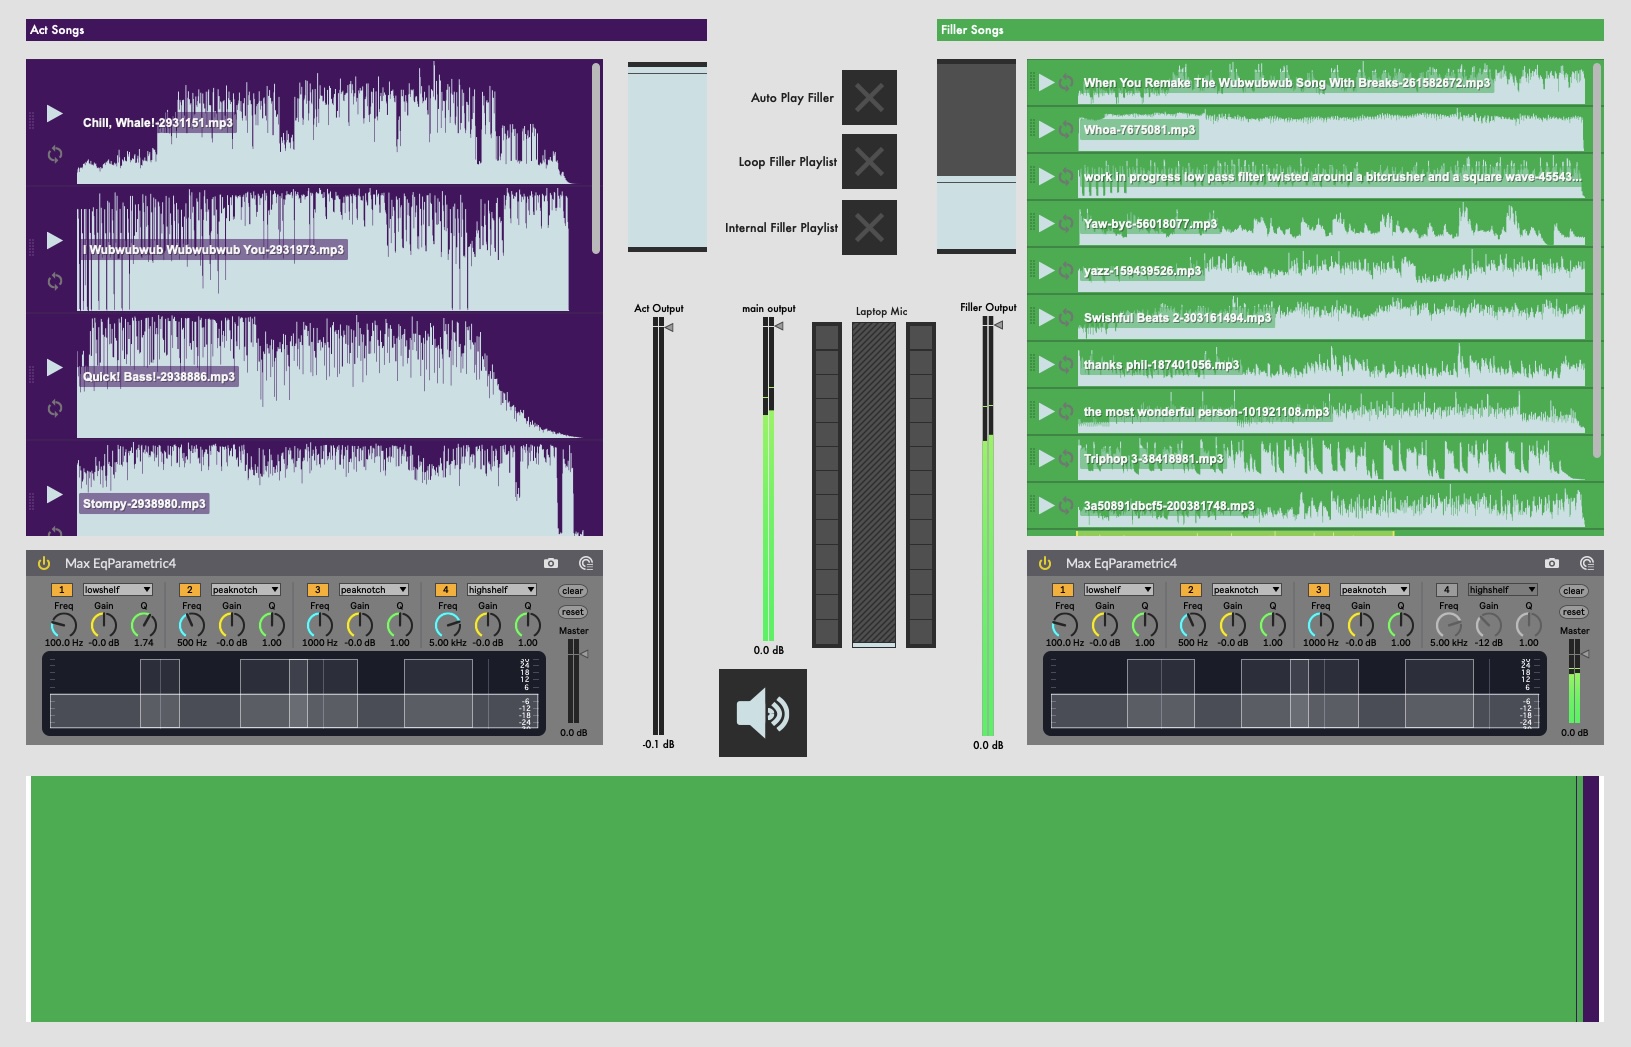 Act Songs
Filler Songs
Chill, Whale!-2931151.mp3
I Wubwubwub Wubwubwub You-2931973.mp3
Quick! Bass!-2938886.mp3
Stompy-2938980.mp3
Auto Play Filler
Loop Filler Playlist
Internal Filler Playlist
When You Remake The Wubwubwub Song With Breaks-261582672.mp3
Whoa-7675081.mp3
work in progress low pass filter twisted around a bitcrusher and a square wave-45543...
Yaw-byc-56018077.mp3
yazz-159439526.mp3
Swishful Beats 2-303161494.mp3
thanks phil-187401056.mp3
the most wonderful person-101921108.mp3
Triphop 3-38418981.mp3
3a50891dbcf5-200381748.mp3
Act Output
main output
Laptop Mic
Filler Output
-0.1 dB
0.0 dB
0.0 dB
Max EqParametric4
1 lowshelf 2 peaknotch 3 peaknotch 4 highshelf clear
Freq Gain Q Freq Gain Q Freq Gain Q Freq Gain Q reset
100.0 Hz -0.0 dB 1.74 500 Hz -0.0 dB 1.00 1000 Hz -0.0 dB 1.00 5.00 kHz -0.0 dB 1.00
Master
24
18
12
6
-6
-12
-18
-24
0.0 dB
Max EqParametric4
1 lowshelf 2 peaknotch 3 peaknotch 4 highshelf clear
Freq Gain Q Freq Gain Q Freq Gain Q Freq Gain Q reset
100.0 Hz -0.0 dB 1.00 500 Hz -0.0 dB 1.00 1000 Hz -0.0 dB 1.00 5.00 kHz -12 dB 1.00
Master
24
18
12
6
-6
-12
-18
-24
0.0 dB